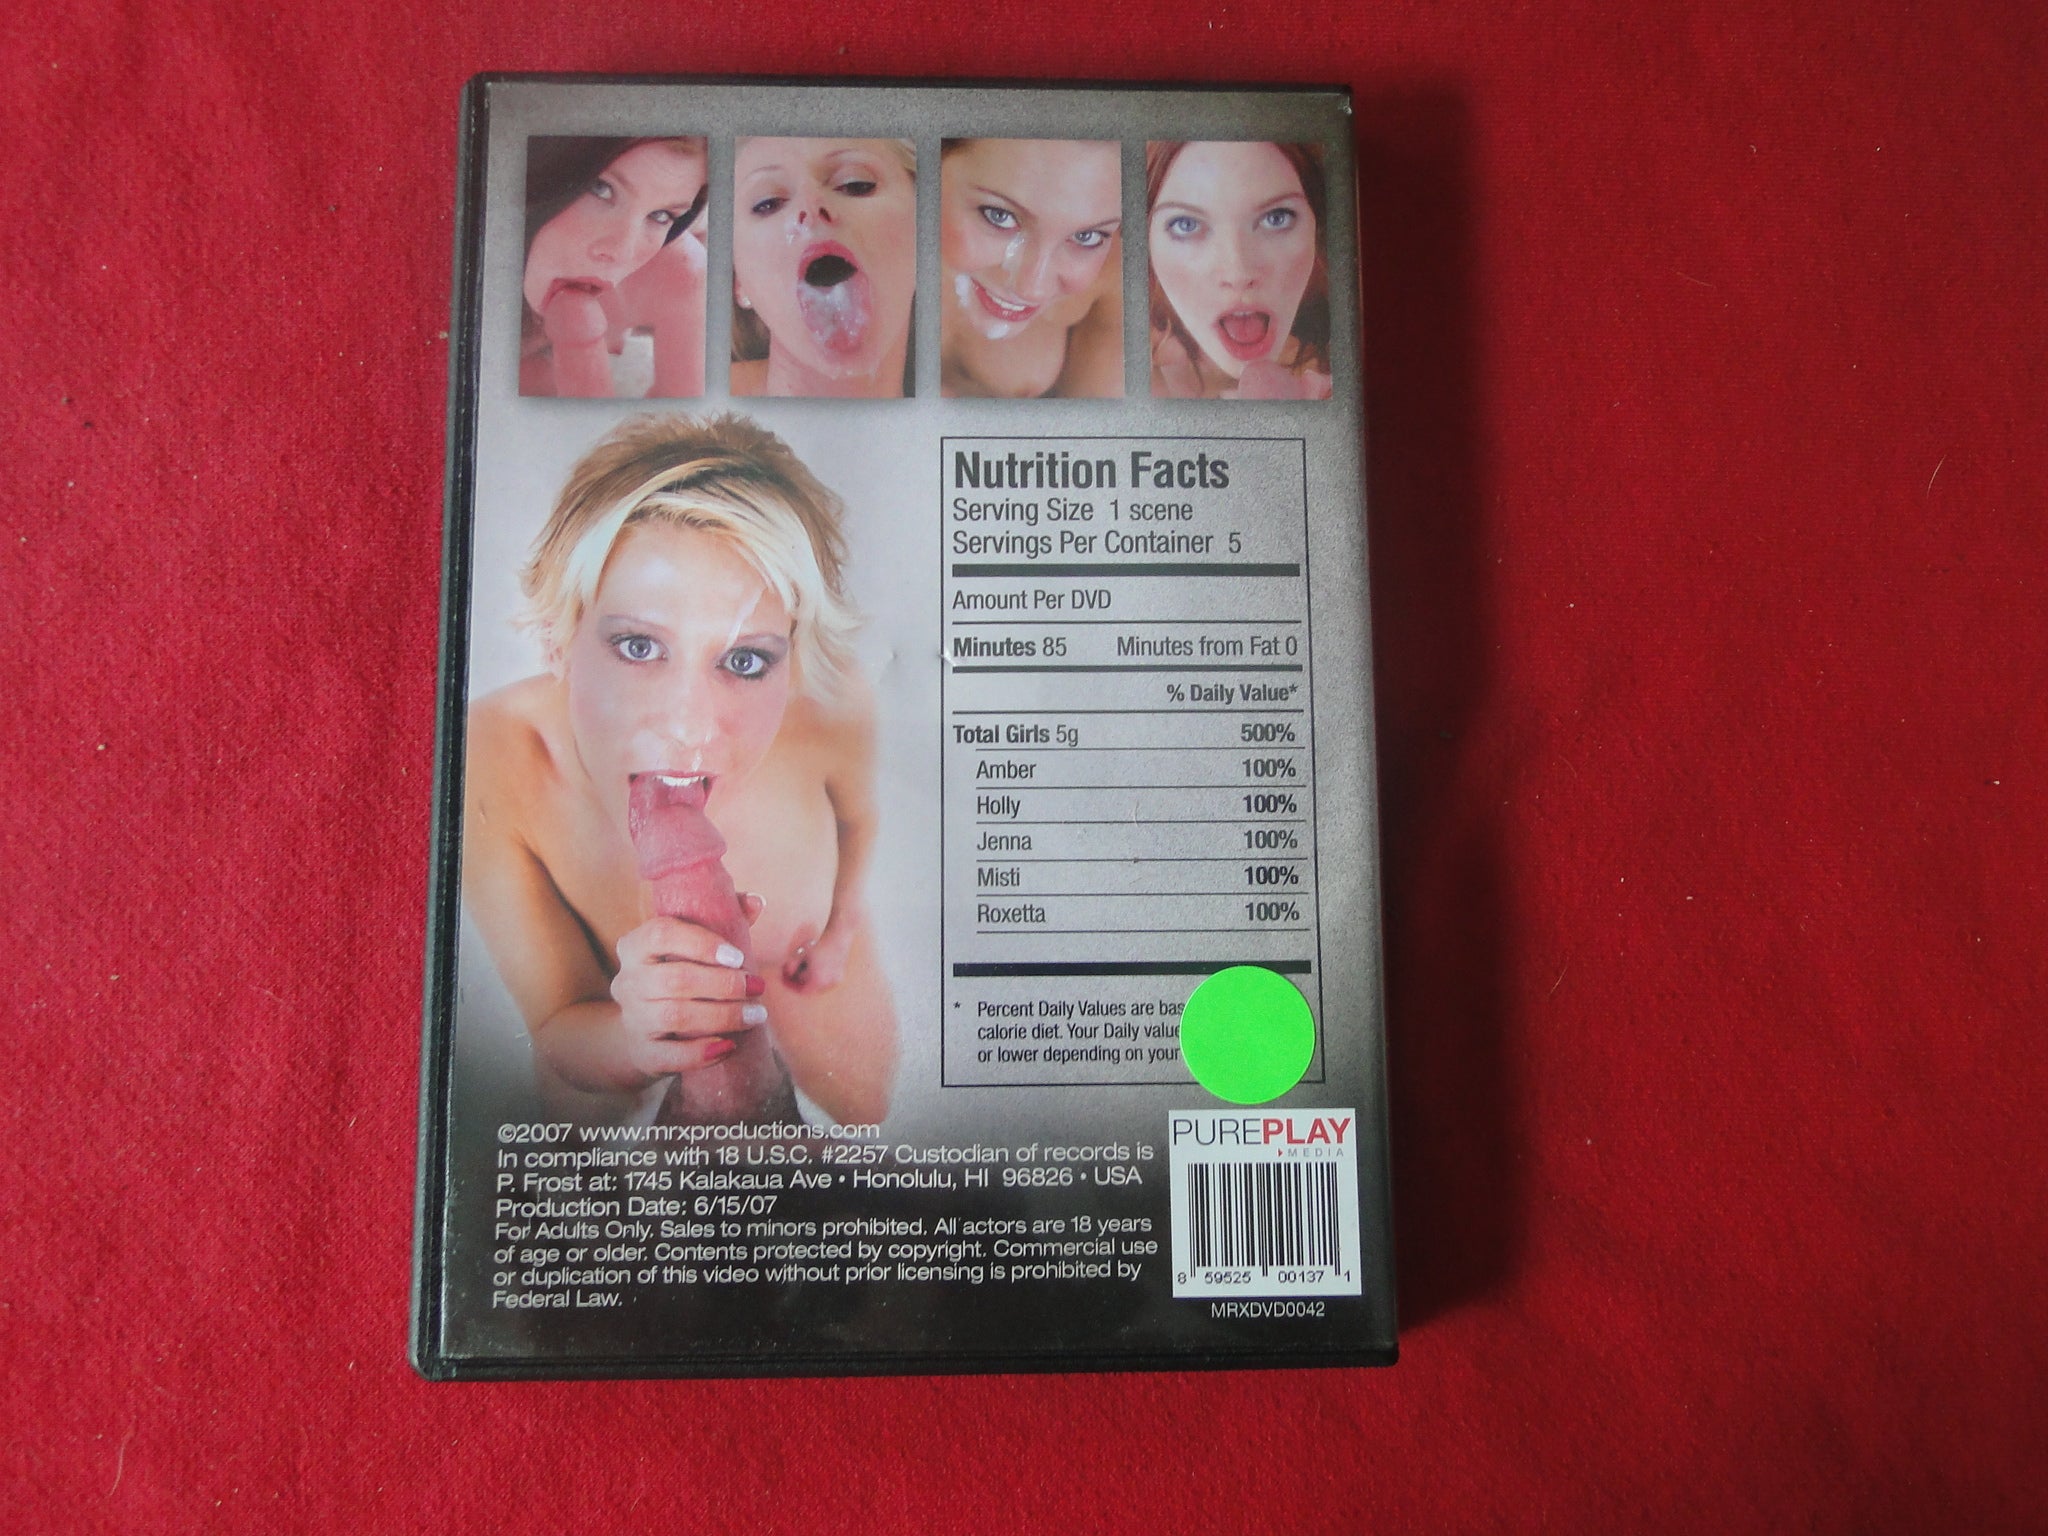 Nutrition Facts
Serving Size 1 scene
Servings Per Container 5
Amount Per DVD
Minutes 85 Minutes from Fat 0
% Daily Value*
Total Girls 5g 500%
Amber 100%
Holly 100%
Jenna 100%
Misti 100%
Roxetta 100%
* Percent Daily Values are
calorie diet. Your Daily
or lower depending on your
©2007 www.mrxproductions.com
In compliance with 18 U.S.C. #2257 Custodian of records is
P. Frost at: 1745 Kalakaua Ave • Honolulu, HI 96826 • USA
Production Date: 6/15/07
For Adults Only. Sales to minors prohibited. All actors are 18 years
of age or older. Contents protected by copyright. Commercial use
or duplication of this video without prior licensing is prohibited by
Federal Law.
PUREPLAY
MEDIA
8 59525 00137 1
MRXDVD0042